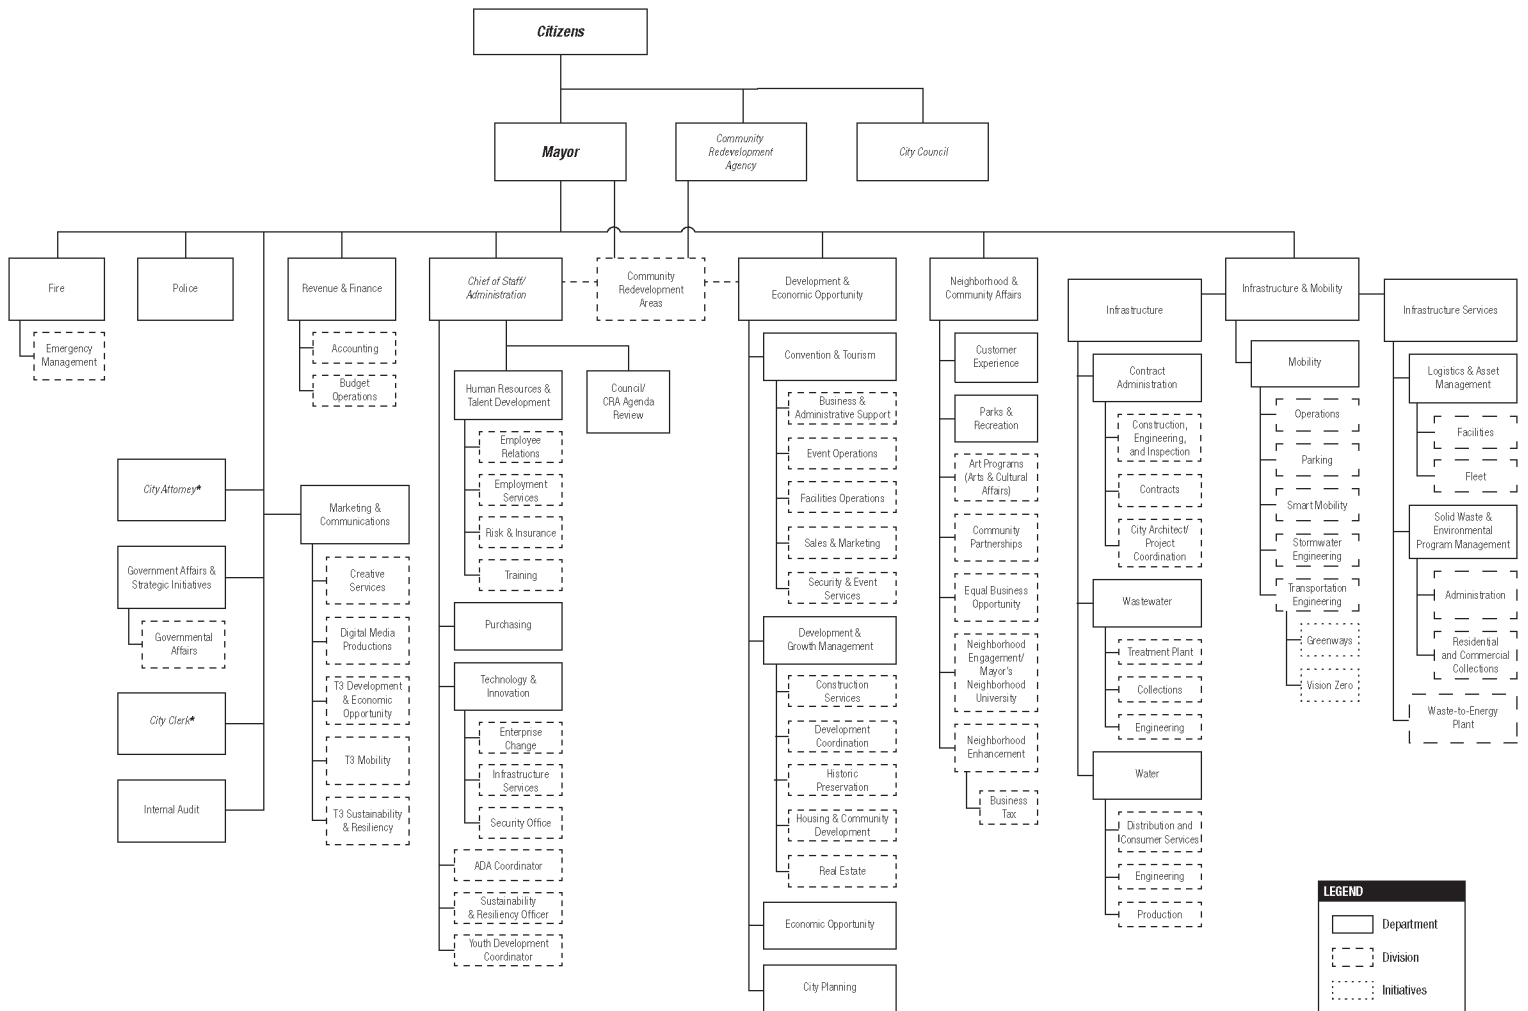 Citizens
Mayor
Community
Redevelopment
Agency
City Council
Fire
Emergency
Management
Police
Revenue & Finance
Accounting
Budget
Operations
Chief of Staff/
Administration
Community
Redevelopment
Areas
Development &
Economic Opportunity
Neighborhood &
Community Affairs
Infrastructure
Infrastructure & Mobility
Infrastructure Services
City Attorney*
Government Affairs &
Strategic Initiatives
Governmental
Affairs
City Clerk*
Internal Audit
Marketing &
Communications
Creative
Services
Digital Media
Productions
T3 Development
& Economic
Opportunity
T3 Mobility
T3 Sustainability
& Resiliency
Human Resources &
Talent Development
Council/
CRA Agenda
Review
Employee
Relations
Employment
Services
Risk & Insurance
Training
Purchasing
Technology &
Innovation
Enterprise
Change
Infrastructure
Services
Security Office
ADA Coordinator
Sustainability
& Resiliency Officer
Youth Development
Coordinator
Convention & Tourism
Business &
Administrative Support
Event Operations
Facilities Operations
Sales & Marketing
Security & Event
Services
Development &
Growth Management
Construction
Services
Development
Coordination
Historic
Preservation
Housing & Community
Development
Real Estate
Economic Opportunity
City Planning
Customer
Experience
Parks &
Recreation
Art Programs
(Arts & Cultural
Affairs)
Community
Partnerships
Equal Business
Opportunity
Neighborhood
Engagement/
Mayor's
Neighborhood
University
Neighborhood
Enhancement
Business
Tax
Contract
Administration
Construction,
Engineering,
and Inspection
Contracts
City Architect/
Project
Coordination
Wastewater
Treatment Plant
Collections
Engineering
Water
Distribution and
Consumer Services
Engineering
Production
Mobility
Operations
Parking
Smart Mobility
Stormwater
Engineering
Transportation
Engineering
Greenways
Vision Zero
Logistics & Asset
Management
Facilities
Fleet
Solid Waste &
Environmental
Program Management
Administration
Residential
and Commercial
Collections
Waste-to-Energy
Plant
LEGEND
Department
Division
Initiatives